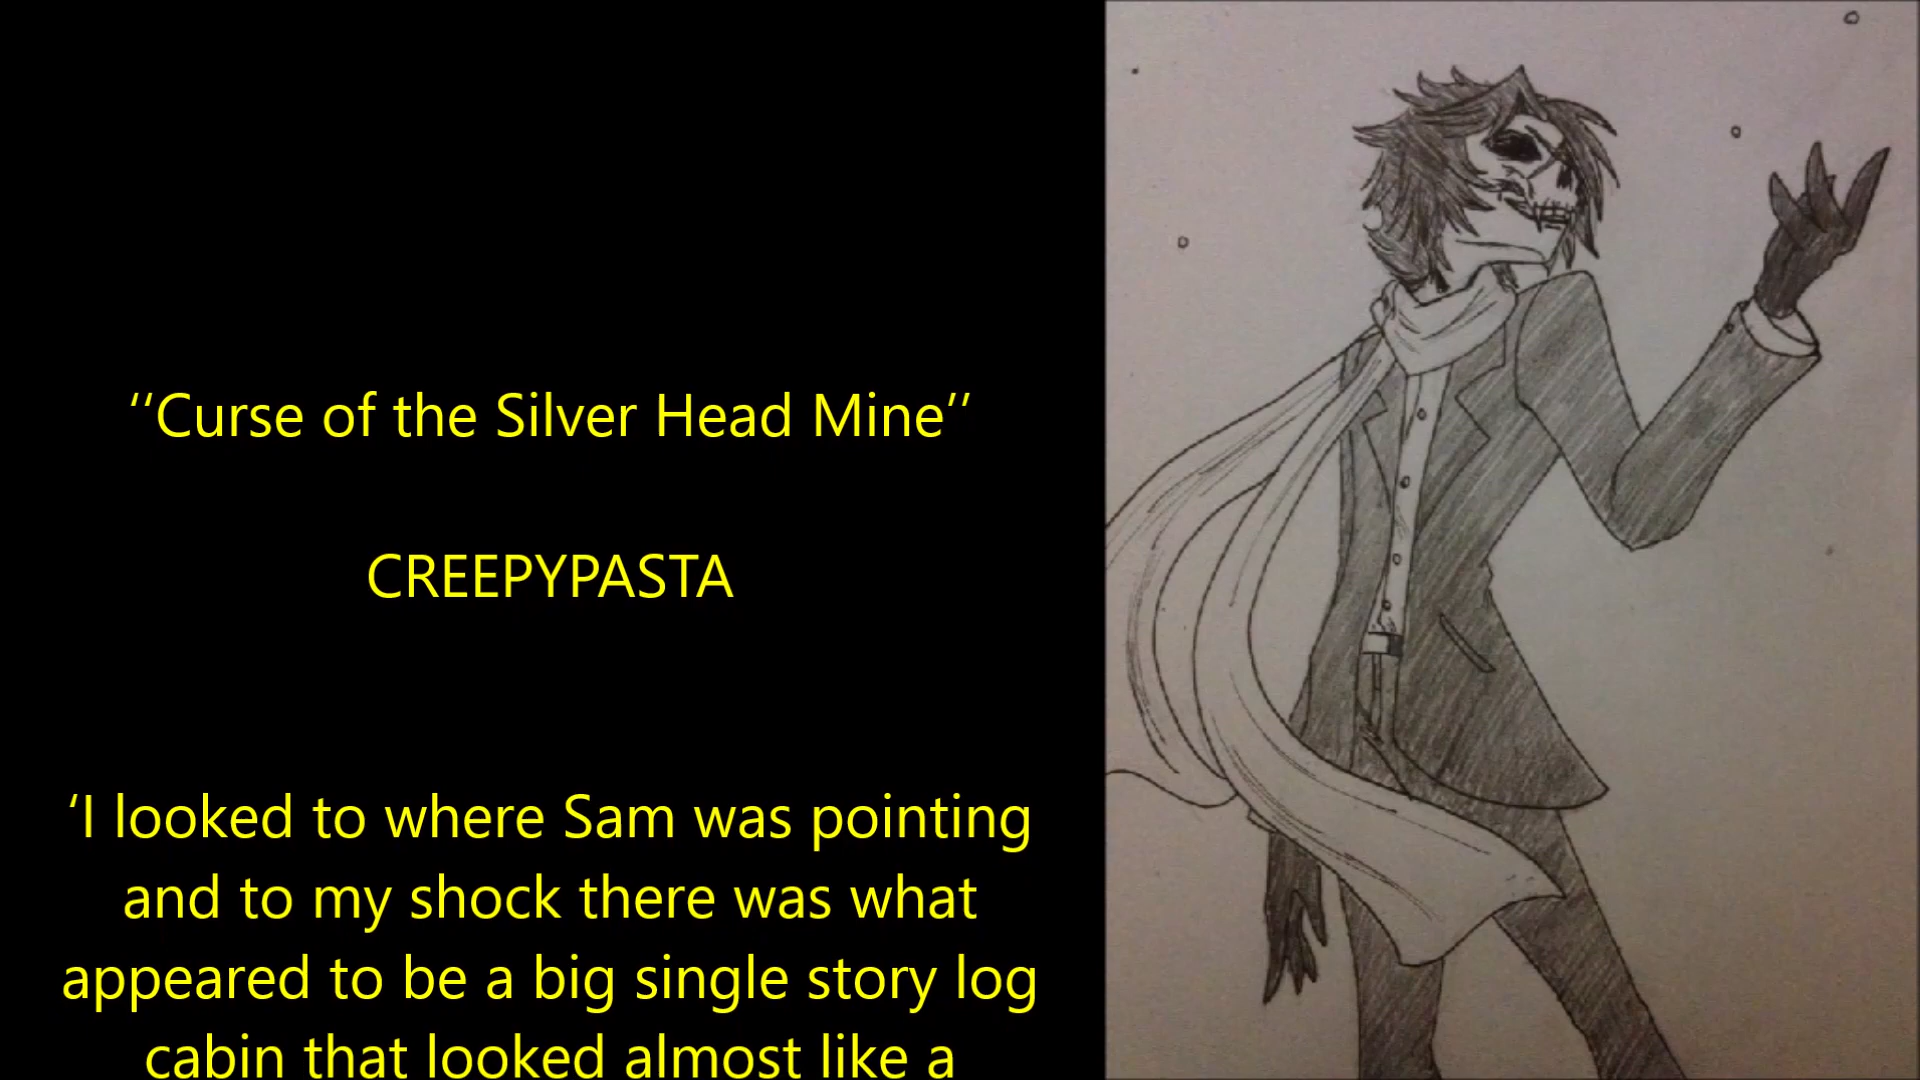 ‘‘Curse of the Silver Head Mine’’
CREEPYPASTA
‘I looked to where Sam was pointing
and to my shock there was what
appeared to be a big single story log
cabin that looked almost like a